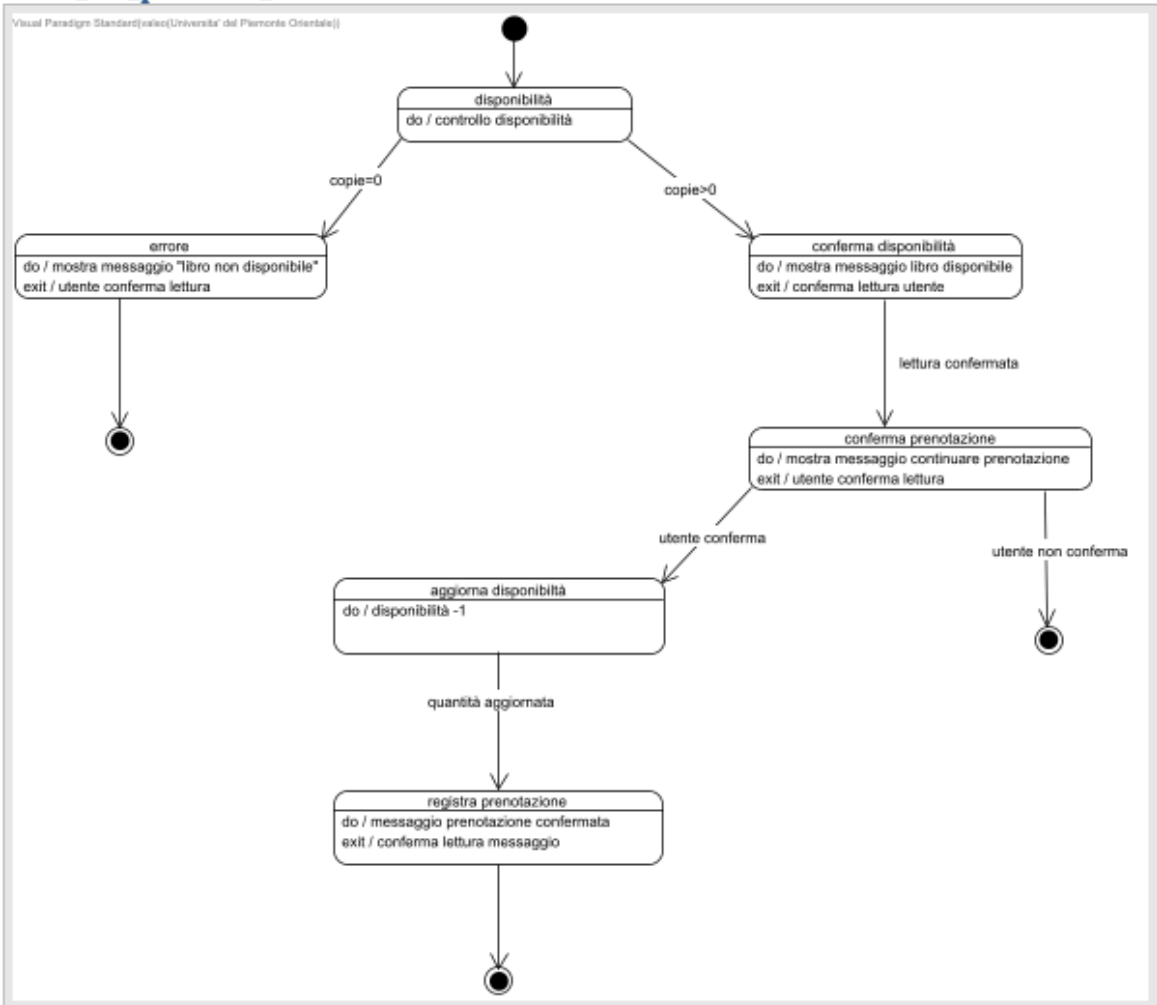 Visual Paradigm Standard(valeo(Universita' del Piemonte Orientale))
disponibilità
do / controllo disponibilità
copie=0
copie>0
errore
do / mostra messaggio "libro non disponibile"
exit / utente conferma lettura
conferma disponibilità
do / mostra messaggio libro disponibile
exit / conferma lettura utente
lettura confermata
conferma prenotazione
do / mostra messaggio continuare prenotazione
exit / utente conferma lettura
utente conferma
utente non conferma
aggiorna disponibiltà
do / disponibilità -1
quantità aggiornata
registra prenotazione
do / messaggio prenotazione confermata
exit / conferma lettura messaggio